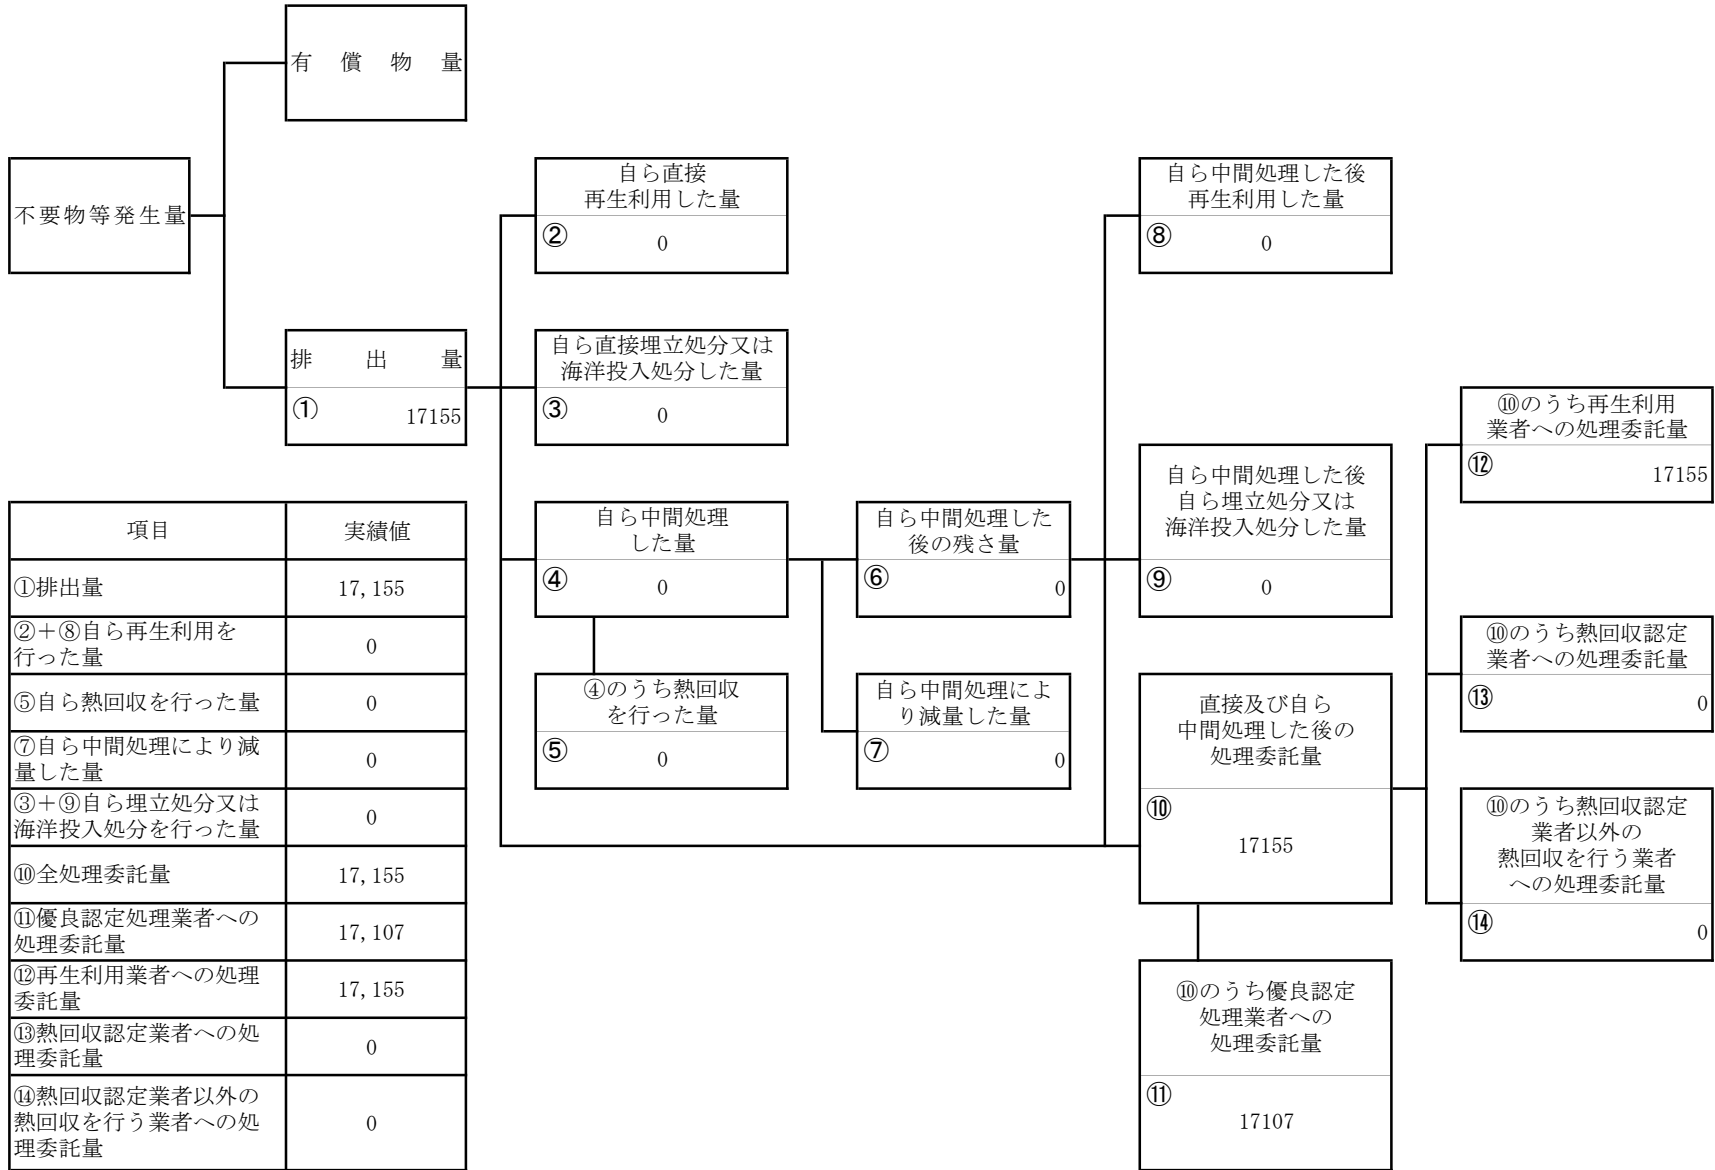 有償物量
不要物等発生量
排出量
① 17155
自ら直接
再生利用した量
② 0
自ら直接埋立処分又は
海洋投入処分した量
③ 0
自ら中間処理
した量
④ 0
④のうち熱回収
を行った量
⑤ 0
自ら中間処理した
後の残さ量
⑥ 0
自ら中間処理によ
り減量した量
⑦ 0
自ら中間処理した後
再生利用した量
⑧ 0
自ら中間処理した後
自ら埋立処分又は
海洋投入処分した量
⑨ 0
直接及び自ら
中間処理した後の
処理委託量
⑩
17155
⑩のうち優良認定
処理業者への
処理委託量
⑪
17107
⑩のうち再生利用
業者への処理委託量
⑫ 17155
⑩のうち熱回収認定
業者への処理委託量
⑬ 0
⑩のうち熱回収認定
業者以外の
熱回収を行う業者
への処理委託量
⑭ 0
項目 実績値
①排出量 17,155
②+⑧自ら再生利用を
行った量 0
⑤自ら熱回収を行った量 0
⑦自ら中間処理により減
量した量 0
③+⑨自ら埋立処分又は
海洋投入処分を行った量 0
⑩全処理委託量 17,155
⑪優良認定処理業者への
処理委託量 17,107
⑫再生利用業者への処理
委託量 17,155
⑬熱回収認定業者への処
理委託量 0
⑭熱回収認定業者以外の
熱回収を行う業者への処
理委託量 0